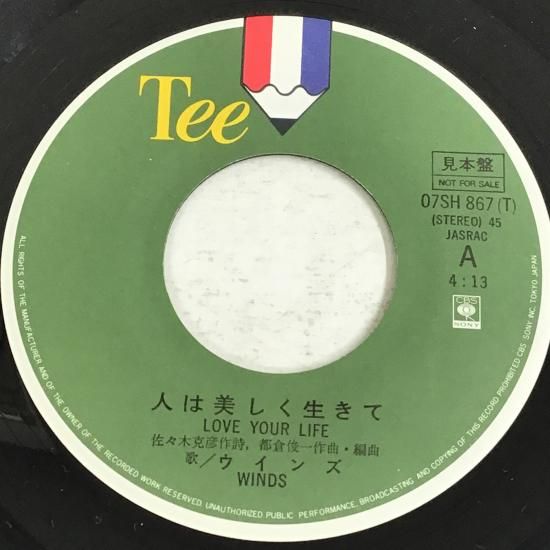 Tee
見本盤
NOT FOR SALE
07SH 867 (T)
(STEREO) 45
JASRAC
A
4:13
CBS
SONY
人は美しく生きて
LOVE YOUR LIFE
佐々木克彦作詩, 都倉俊一作曲・編曲
歌/ウインズ
WINDS
ALL RIGHTS OF THE MANUFACTURER AND OF THE OWNER OF THE RECORDED WORK RESERVED. UNAUTHORIZED PUBLIC PERFORMANCE, BROADCASTING AND COPYING OF THIS RECORD PROHIBITED CBS SONY INC. TOKYO JAPAN